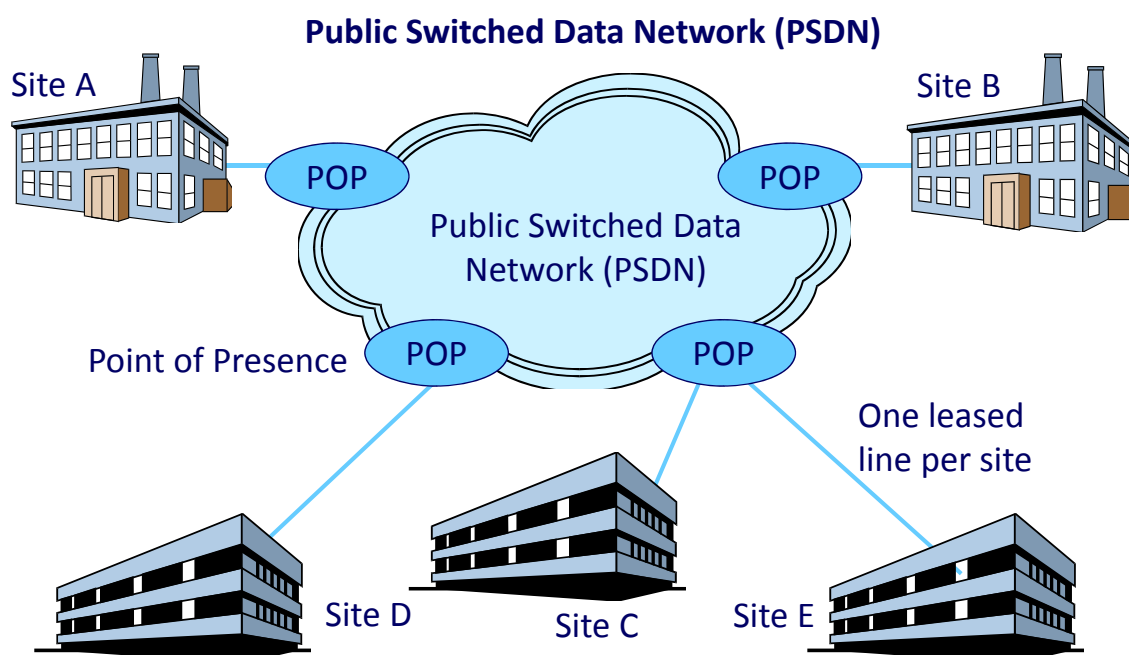 Public Switched Data Network (PSDN)
Site A
Site B
POP
POP
Public Switched Data
Network (PSDN)
POP
POP
Point of Presence
One leased
line per site
Site D
Site C
Site E